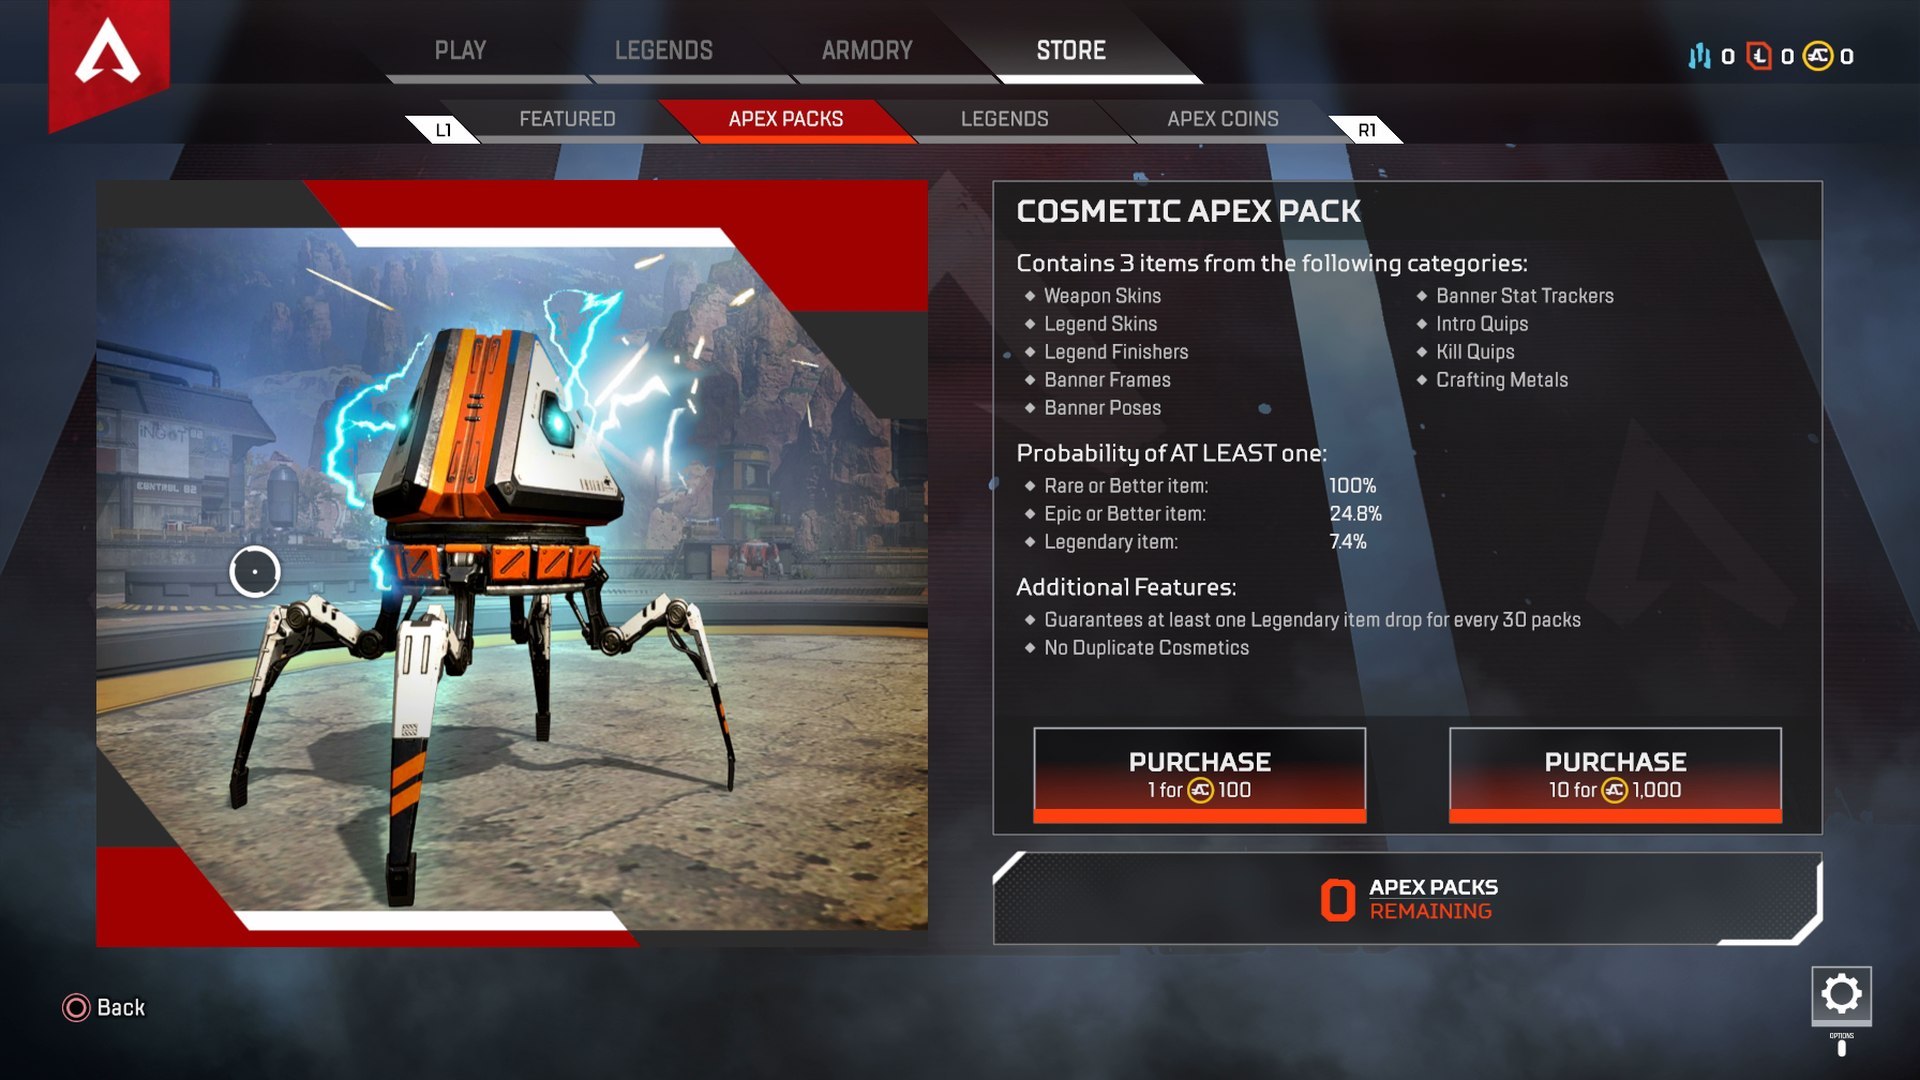 PLAY
LEGENDS
ARMORY
STORE
0
0
0
L1
FEATURED
APEX PACKS
LEGENDS
APEX COINS
R1
COSMETIC APEX PACK
Contains 3 items from the following categories:
Weapon Skins
Legend Skins
Legend Finishers
Banner Frames
Banner Poses
Banner Stat Trackers
Intro Quips
Kill Quips
Crafting Metals
Probability of AT LEAST one:
Rare or Better item: 100%
Epic or Better item: 24.8%
Legendary item: 7.4%
Additional Features:
Guarantees at least one Legendary item drop for every 30 packs
No Duplicate Cosmetics
PURCHASE
1 for 100
PURCHASE
10 for 1,000
0 APEX PACKS
REMAINING
CONTROL 02
Back
OPTIONS